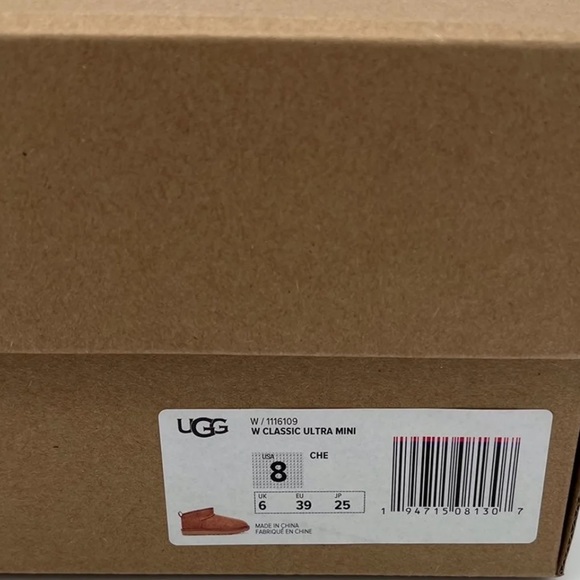 UGG
W / 1116109
W CLASSIC ULTRA MINI
USA
8
CHE
UK EU JP
6 39 25
MADE IN CHINA
FABRIQUÉ EN CHINE
1 94715 08130 7